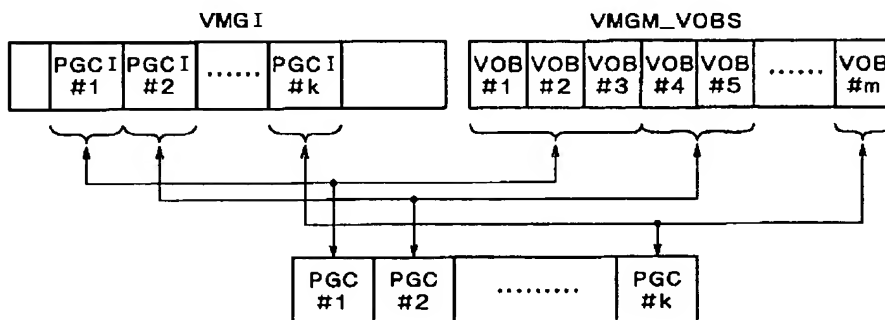 VMGI
VMGM_VOBS
PGCI PGCI ...... PGCI
#1 #2 #k
VOB VOB VOB VOB VOB ...... VOB
#1 #2 #3 #4 #5 #m
PGC PGC ......... PGC
#1 #2 #k